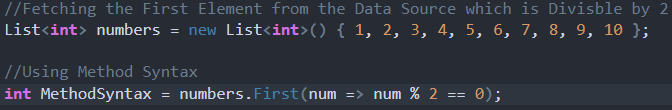 //Fetching the First Element from the Data Source which is Divisble by 2
List<int> numbers = new List<int>() { 1, 2, 3, 4, 5, 6, 7, 8, 9, 10 };
//Using Method Syntax
int MethodSyntax = numbers.First(num => num % 2 == 0);